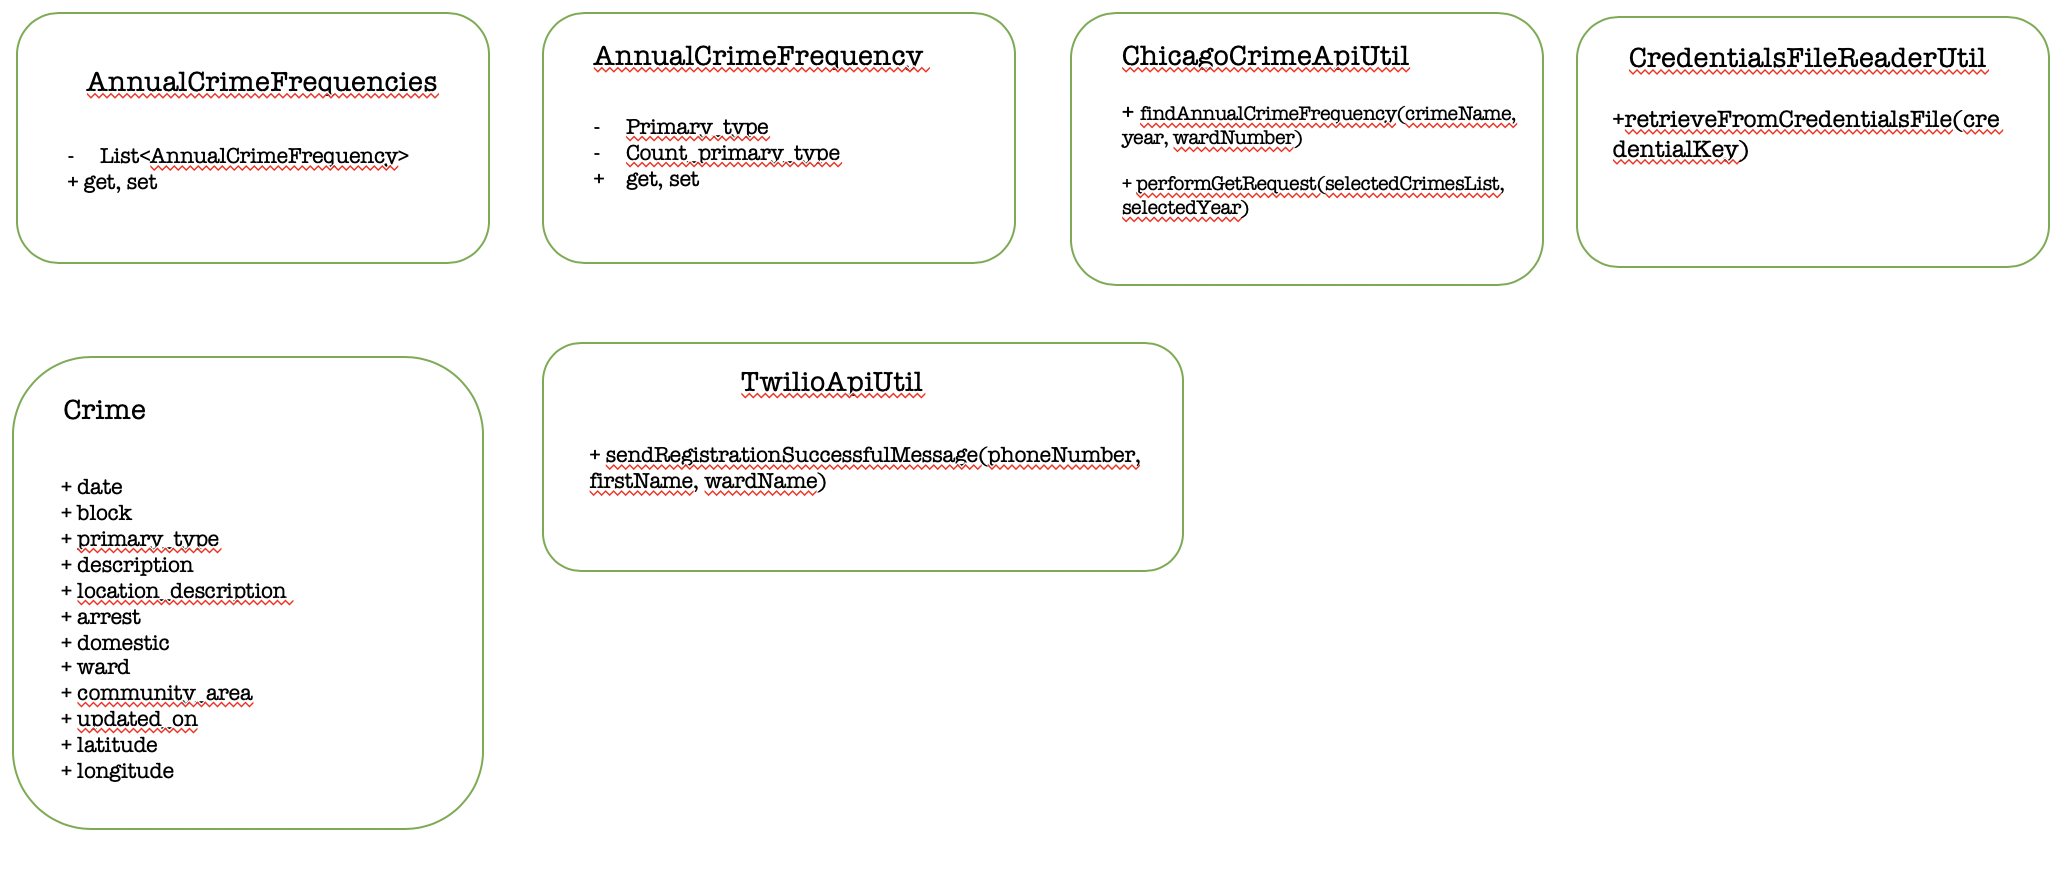 AnnualCrimeFrequencies
- List<AnnualCrimeFrequency>
+ get, set
AnnualCrimeFrequency
- Primary_type
- Count_primary_type
+ get, set
ChicagoCrimeApiUtil
+ findAnnualCrimeFrequency(crimeName,
year, wardNumber)
+ performGetRequest(selectedCrimesList,
selectedYear)
CredentialsFileReaderUtil
+retrieveFromCredentialsFile(cre
dentialKey)
Crime
+ date
+ block
+ primary_type
+ description
+ location_description
+ arrest
+ domestic
+ ward
+ community_area
+ updated_on
+ latitude
+ longitude
TwilioApiUtil
+ sendRegistrationSuccessfulMessage(phoneNumber,
firstName, wardName)